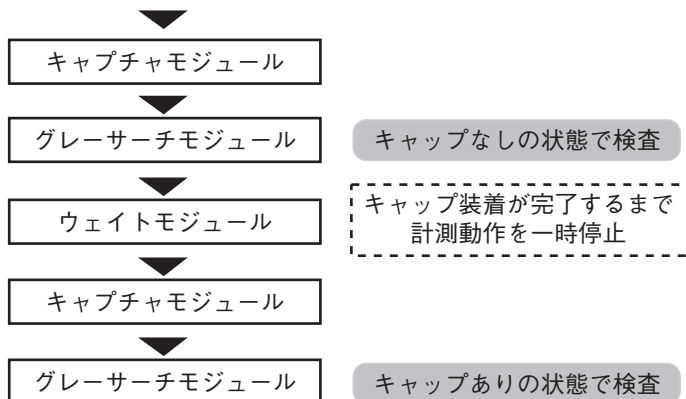 キャプチャモジュール
グレーサーチモジュール
キャップなしの状態で検査
ウェイトモジュール
キャップ装着が完了するまで
計測動作を一時停止
キャプチャモジュール
グレーサーチモジュール
キャップありの状態で検査